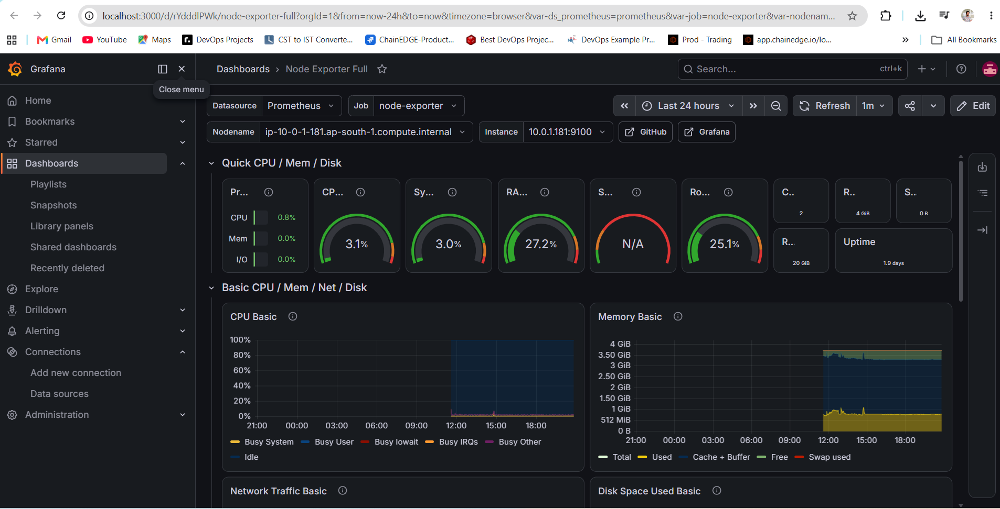 localhost:3000/d/rYdddlPWk/node-exporter-full?orgId=1&from=now-24h&to=now&timezone=browser&var-ds_prometheus=prometheus&var-job=node-exporter&var-nodenam...
Gmail YouTube Maps DevOps Projects CST to IST Converte... ChainEDGE-Product... Best DevOps Projec... DevOps Example Pr... Prod - Trading app.chainedge.io/lo... » All Bookmarks
Grafana
Dashboards › Node Exporter Full
Search... ctrl+k
Close menu
Home
Bookmarks
Starred
Dashboards
Playlists
Snapshots
Library panels
Shared dashboards
Recently deleted
Explore
Drilldown
Alerting
Connections
Add new connection
Data sources
Administration
Datasource Prometheus Job node-exporter
Last 24 hours Refresh 1m Edit
Nodename ip-10-0-1-181.ap-south-1.compute.internal Instance 10.0.1.181:9100 GitHub Grafana
Quick CPU / Mem / Disk
Pr...
CPU 0.8%
Mem 0.0%
I/O 0.0%
CP...
3.1%
Sy...
3.0%
RA...
27.2%
S...
N/A
Ro...
25.1%
C..
2
R...
4 GiB
S...
0 B
R...
20 GiB
Uptime
1.9 days
Basic CPU / Mem / Net / Disk
CPU Basic
100%
80%
60%
40%
20%
0%
21:00 00:00 03:00 06:00 09:00 12:00 15:00 18:00
Busy System Busy User Busy Iowait Busy IRQs Busy Other
Idle
Memory Basic
4 GiB
3.50 GiB
3 GiB
2.50 GiB
2 GiB
1.50 GiB
1 GiB
512 MiB
0 B
21:00 00:00 03:00 06:00 09:00 12:00 15:00 18:00
Total Used Cache + Buffer Free Swap used
Network Traffic Basic
Disk Space Used Basic